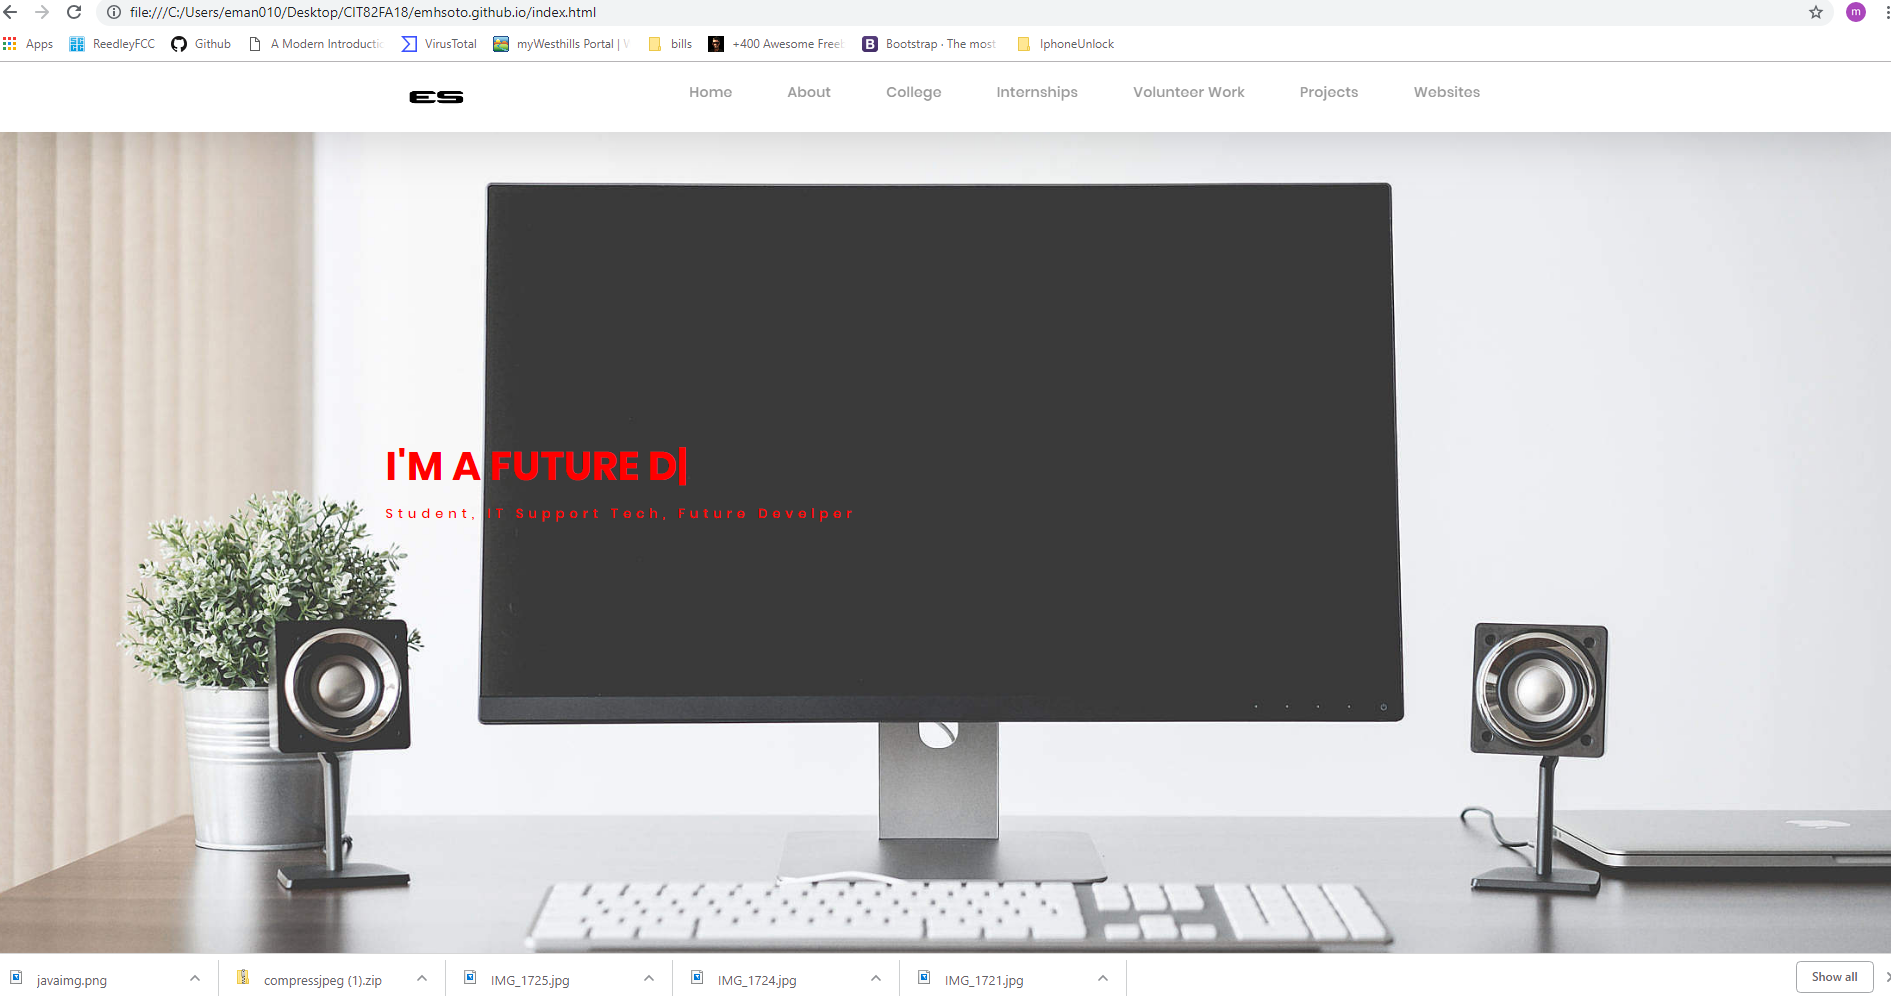 file:///C:/Users/eman010/Desktop/CIT82FA18/emhsoto.github.io/index.html
m
Apps ReedleyFCC Github A Modern Introductic VirusTotal myWesthills Portal | bills +400 Awesome Free Bootstrap · The most IphoneUnlock
ES Home About College Internships Volunteer Work Projects Websites
I'M A FUTURE D|
Student, IT Support Tech, Future Develper
javaimg.png compressjpeg (1).zip IMG_1725.jpg IMG_1724.jpg IMG_1721.jpg Show all